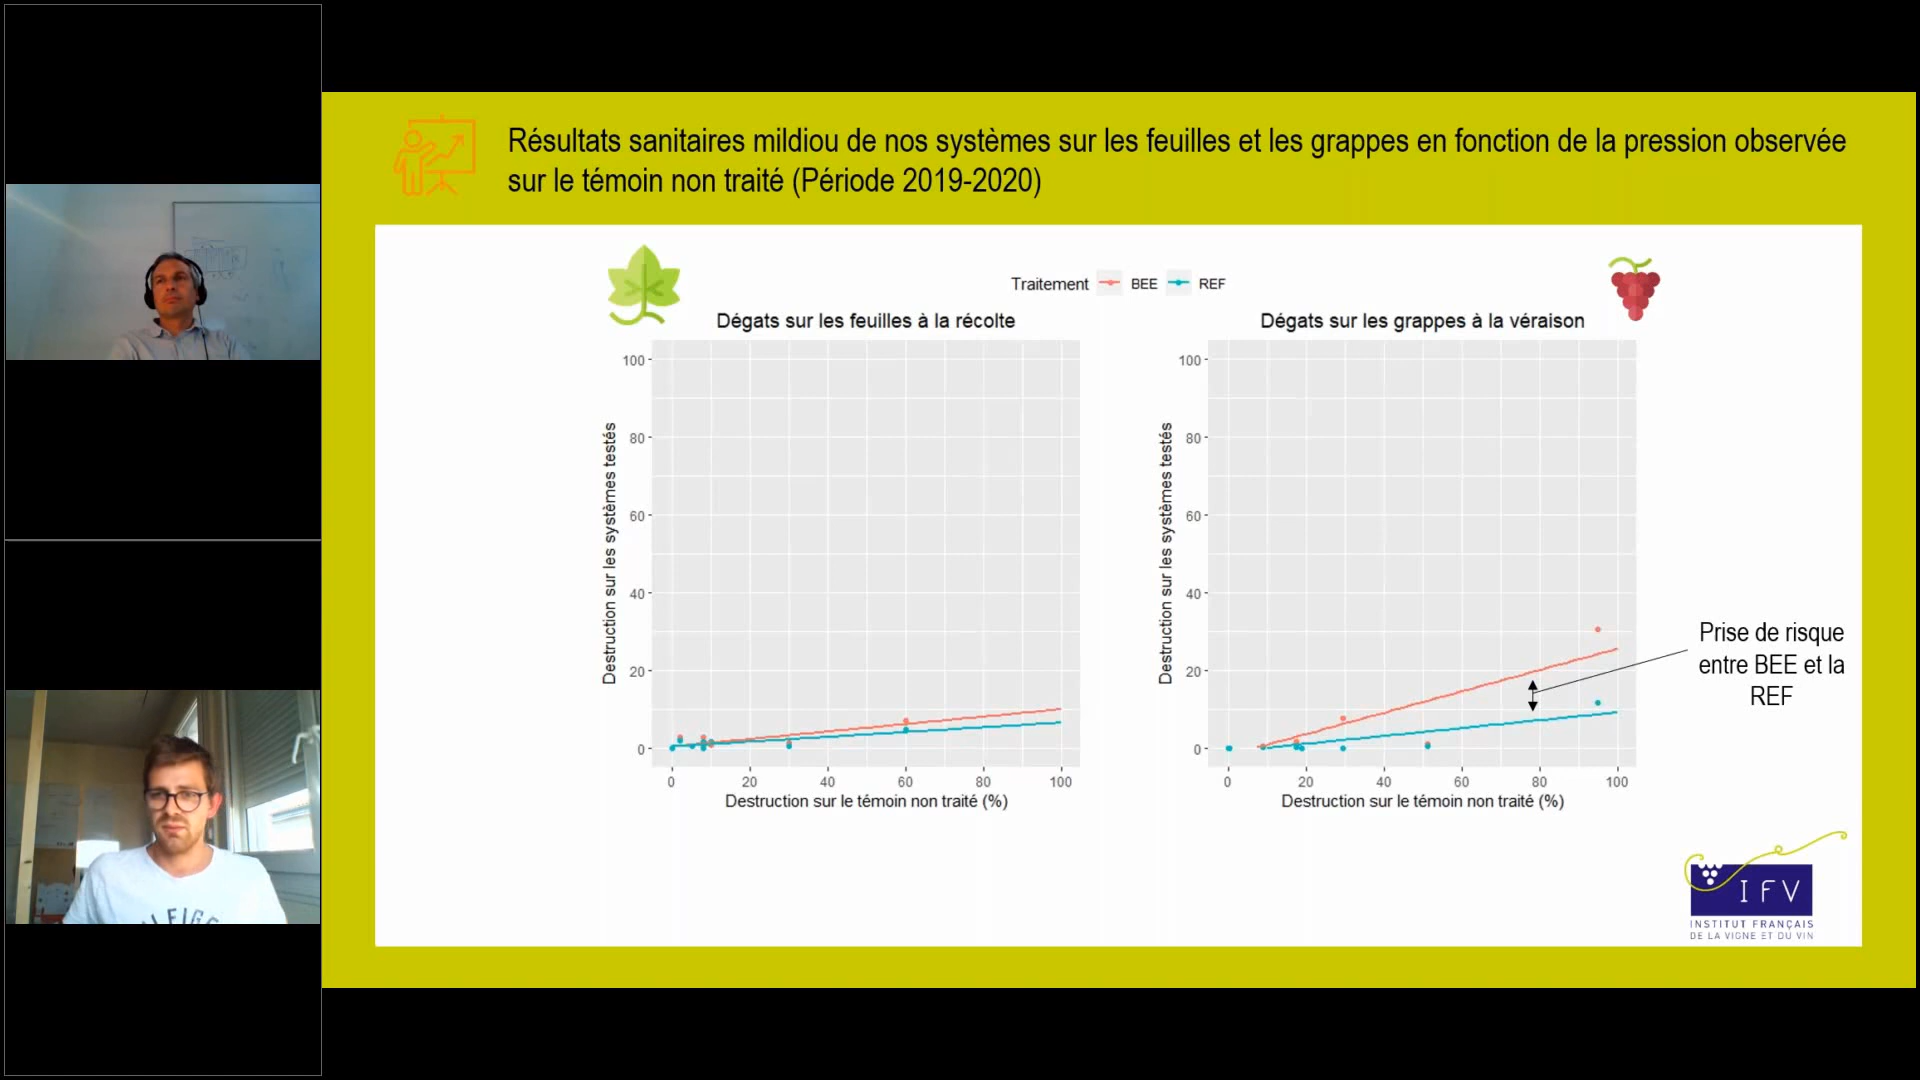 Résultats sanitaires mildiou de nos systèmes sur les feuilles et les grappes en fonction de la pression observée
sur le témoin non traité (Période 2019-2020)
Traitement BEE REF
Dégats sur les feuilles à la récolte
Destruction sur les systèmes testés
100
80
60
40
20
0
0 20 40 60 80 100
Destruction sur le témoin non traité (%)
Dégats sur les grappes à la véraison
Destruction sur les systèmes testés
100
80
60
40
20
0
0 20 40 60 80 100
Destruction sur le témoin non traité (%)
Prise de risque
entre BEE et la
REF
IFV
INSTITUT FRANÇAIS
DE LA VIGNE ET DU VIN